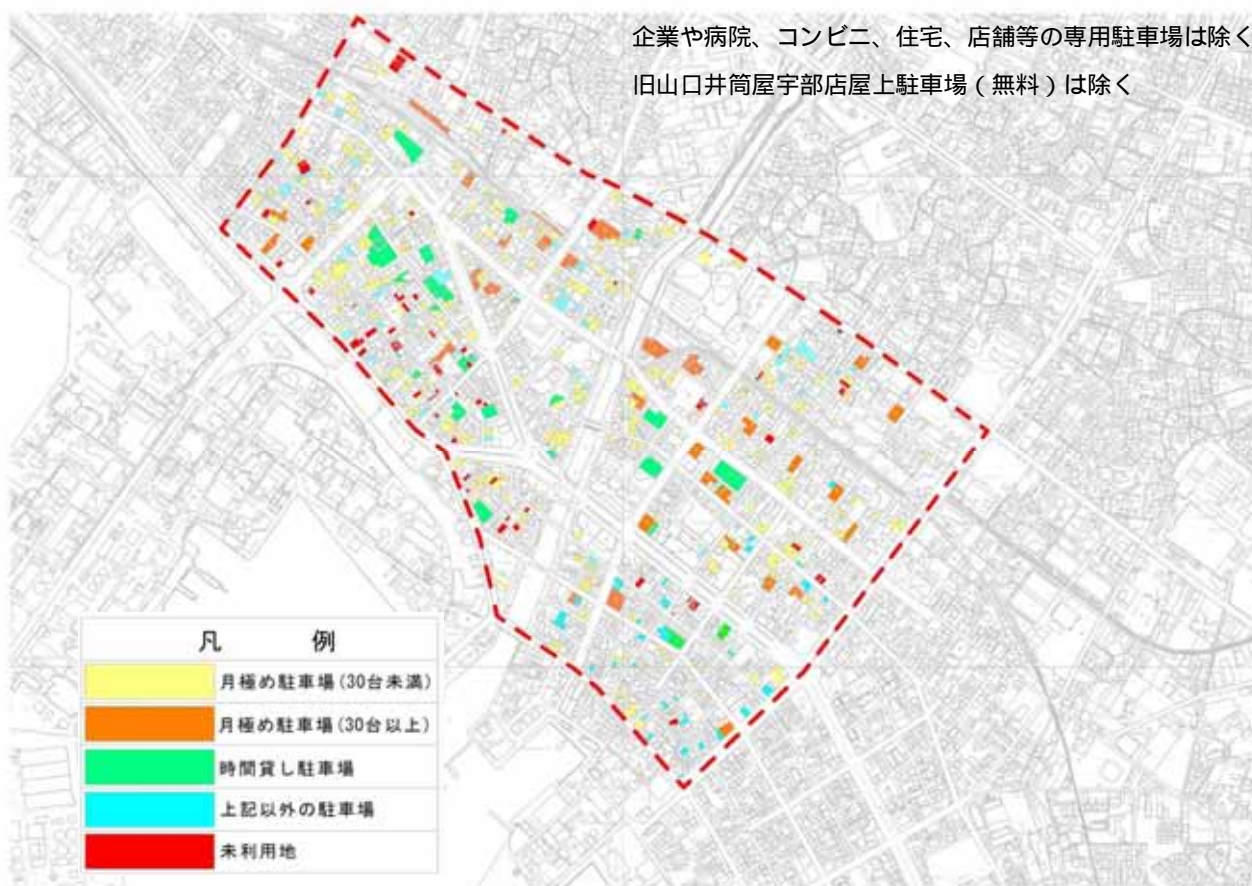 企業や病院、コンビニ、住宅、店舗等の専用駐車場は除く
旧山口井筒屋宇部店屋上駐車場(無料)は除く
凡 例
月極め駐車場(30台未満)
月極め駐車場(30台以上)
時間貸し駐車場
上記以外の駐車場
未利用地